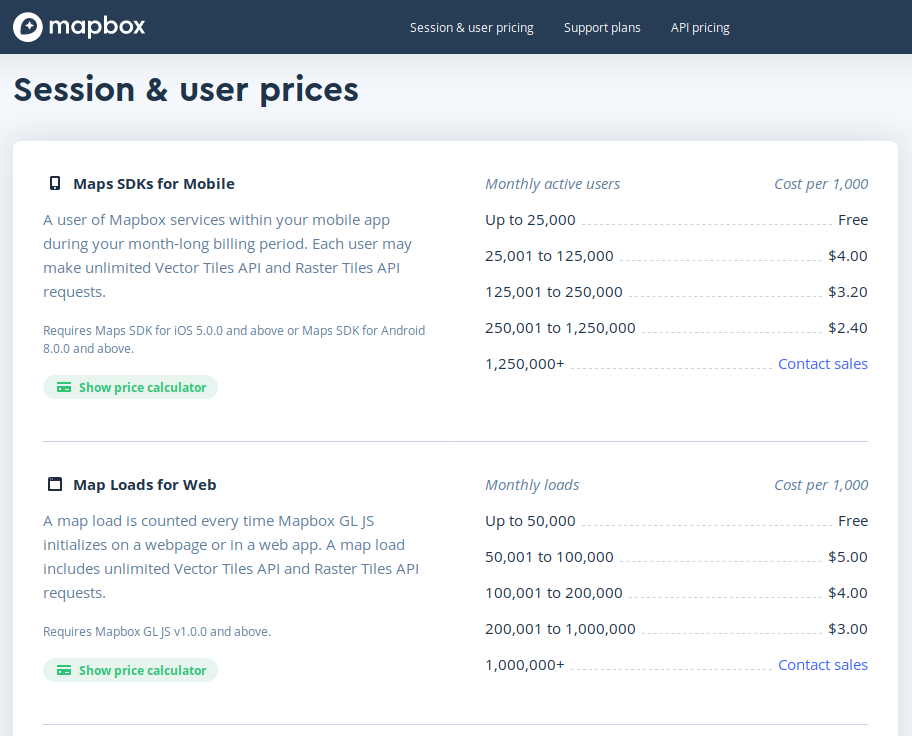 mapbox
Session & user pricing
Support plans
API pricing
Session & user prices
Maps SDKs for Mobile
A user of Mapbox services within your mobile app
during your month-long billing period. Each user may
make unlimited Vector Tiles API and Raster Tiles API
requests.
Requires Maps SDK for iOS 5.0.0 and above or Maps SDK for Android
8.0.0 and above.
Show price calculator
Monthly active users Cost per 1,000
Up to 25,000 Free
25,001 to 125,000 $4.00
125,001 to 250,000 $3.20
250,001 to 1,250,000 $2.40
1,250,000+ Contact sales
Map Loads for Web
A map load is counted every time Mapbox GL JS
initializes on a webpage or in a web app. A map load
includes unlimited Vector Tiles API and Raster Tiles API
requests.
Requires Mapbox GL JS v1.0.0 and above.
Show price calculator
Monthly loads Cost per 1,000
Up to 50,000 Free
50,001 to 100,000 $5.00
100,001 to 200,000 $4.00
200,001 to 1,000,000 $3.00
1,000,000+ Contact sales